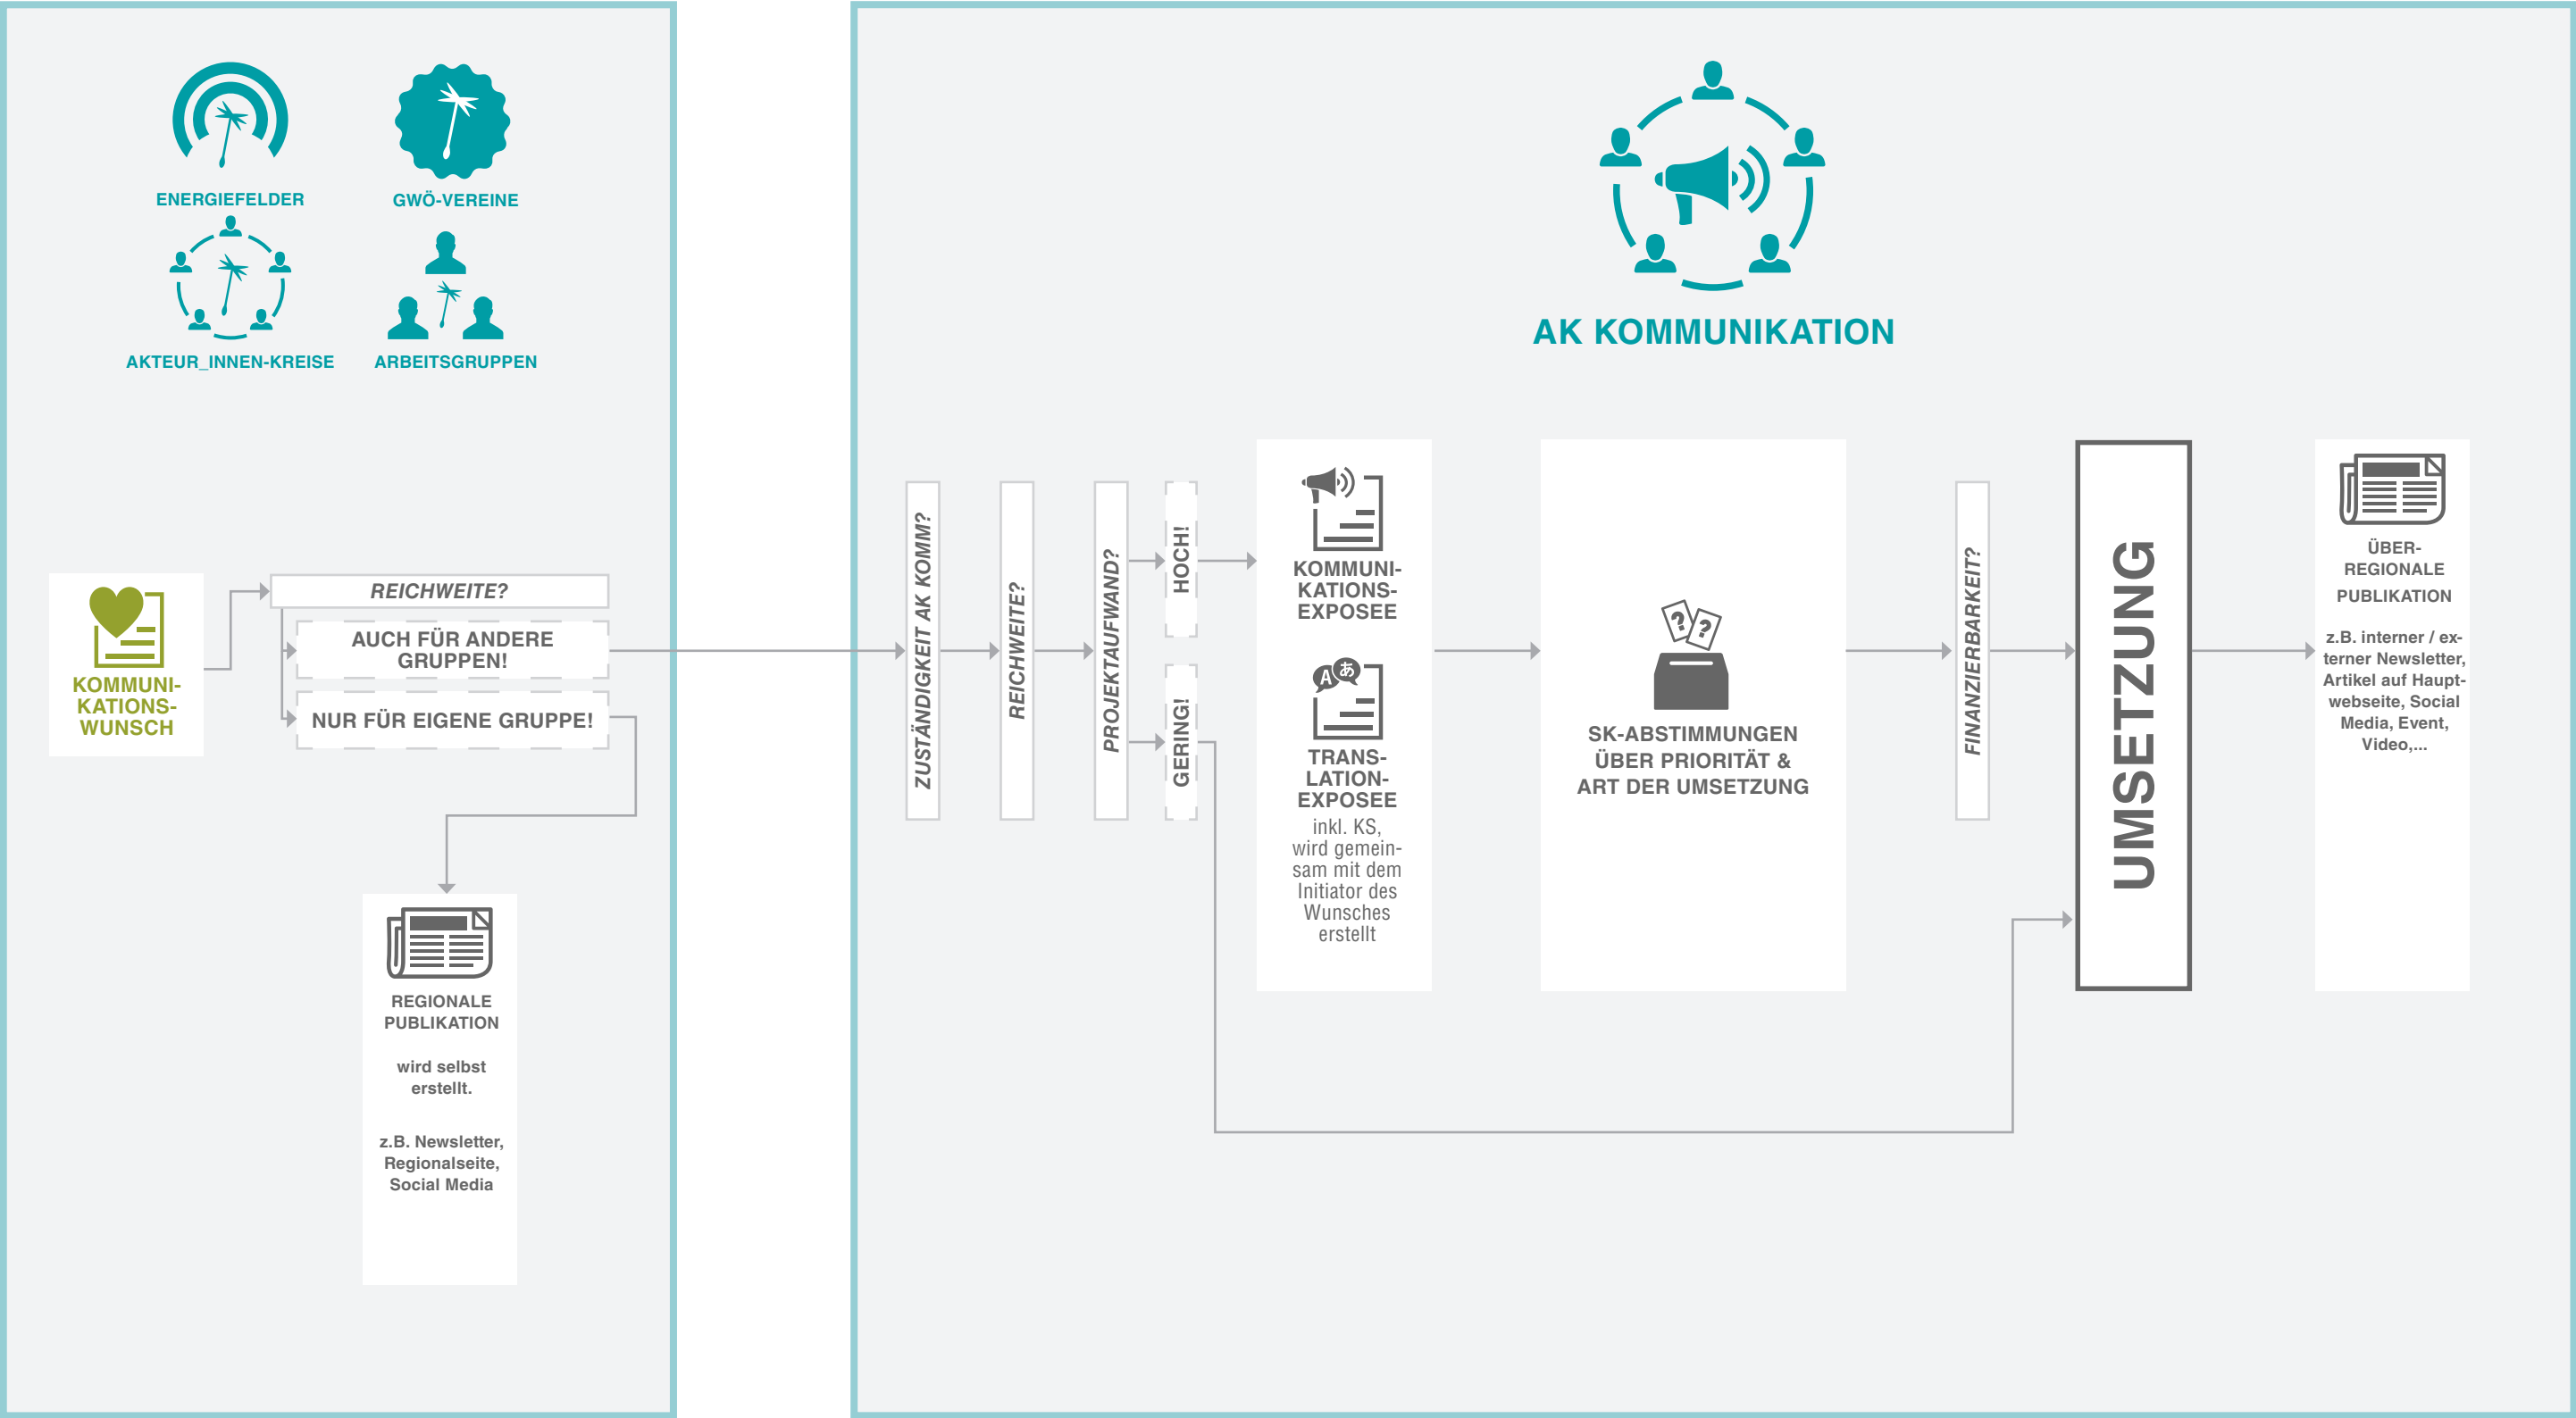 ENERGIEFELDER
GWÖ-VEREINE
AKTEUR_INNEN-KREISE
ARBEITSGRUPPEN
KOMMUNI-
KATIONS-
WUNSCH
REICHWEITE?
AUCH FÜR ANDERE
GRUPPEN!
NUR FÜR EIGENE GRUPPE!
REGIONALE
PUBLIKATION
wird selbst
erstellt.
z.B. Newsletter,
Regionalseite,
Social Media
AK KOMMUNIKATION
ZUSTÄNDIGKEIT AK KOMM?
REICHWEITE?
PROJEKTAUFWAND?
HOCH!
GERING!
KOMMUNI-
KATIONS-
EXPOSEE
A あ
TRANS-
LATION-
EXPOSEE
inkl. KS,
wird gemein-
sam mit dem
Initiator des
Wunsches
erstellt
? ?
SK-ABSTIMMUNGEN
ÜBER PRIORITÄT &
ART DER UMSETZUNG
FINANZIERBARKEIT?
UMSETZUNG
ÜBER-
REGIONALE
PUBLIKATION
z.B. interner / ex-
terner Newsletter,
Artikel auf Haupt-
webseite, Social
Media, Event,
Video,...